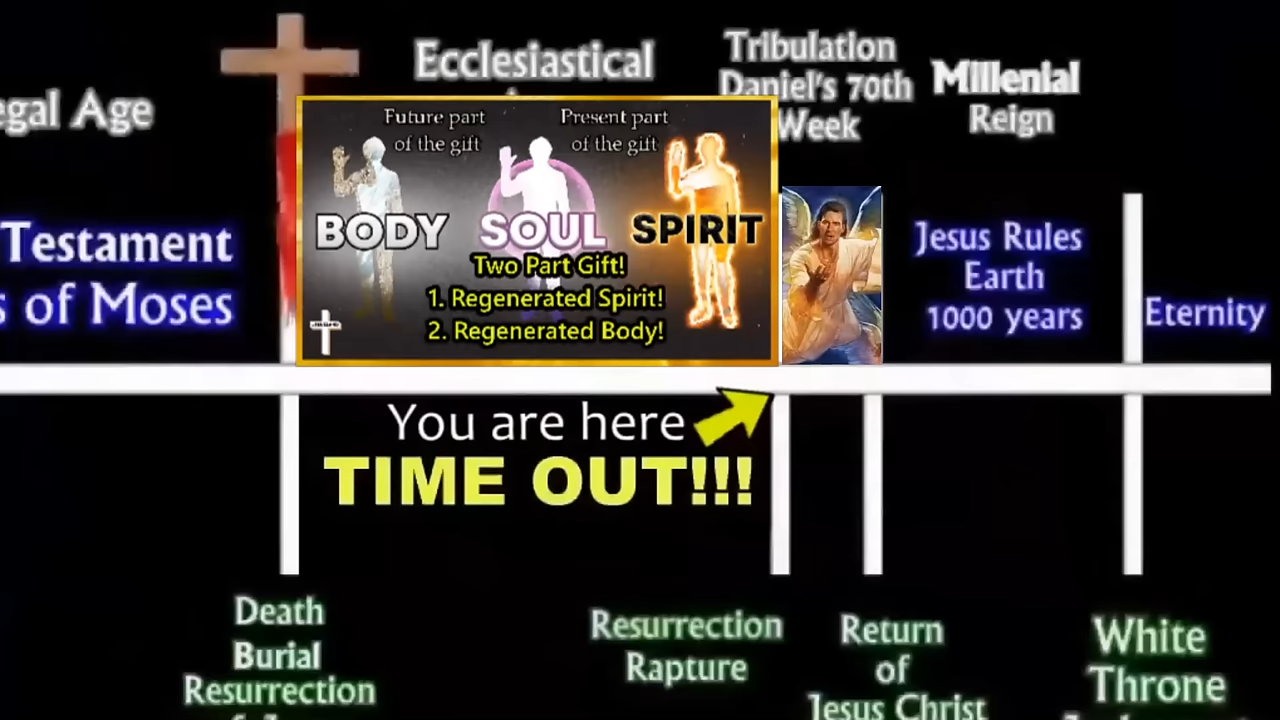 Ecclesiastical
Tribulation
Daniel's 70th
Week
Millenial
Reign
egal Age
Future part
of the gift
Present part
of the gift
BODY
SOUL
SPIRIT
Two Part Gift!
1. Regenerated Spirit!
2. Regenerated Body!
Testament
s of Moses
Jesus Rules
Earth
1000 years
Eternity
You are here
TIME OUT!!!
Death
Burial
Resurrection
Resurrection
Rapture
Return
of
Jesus Christ
White
Throne